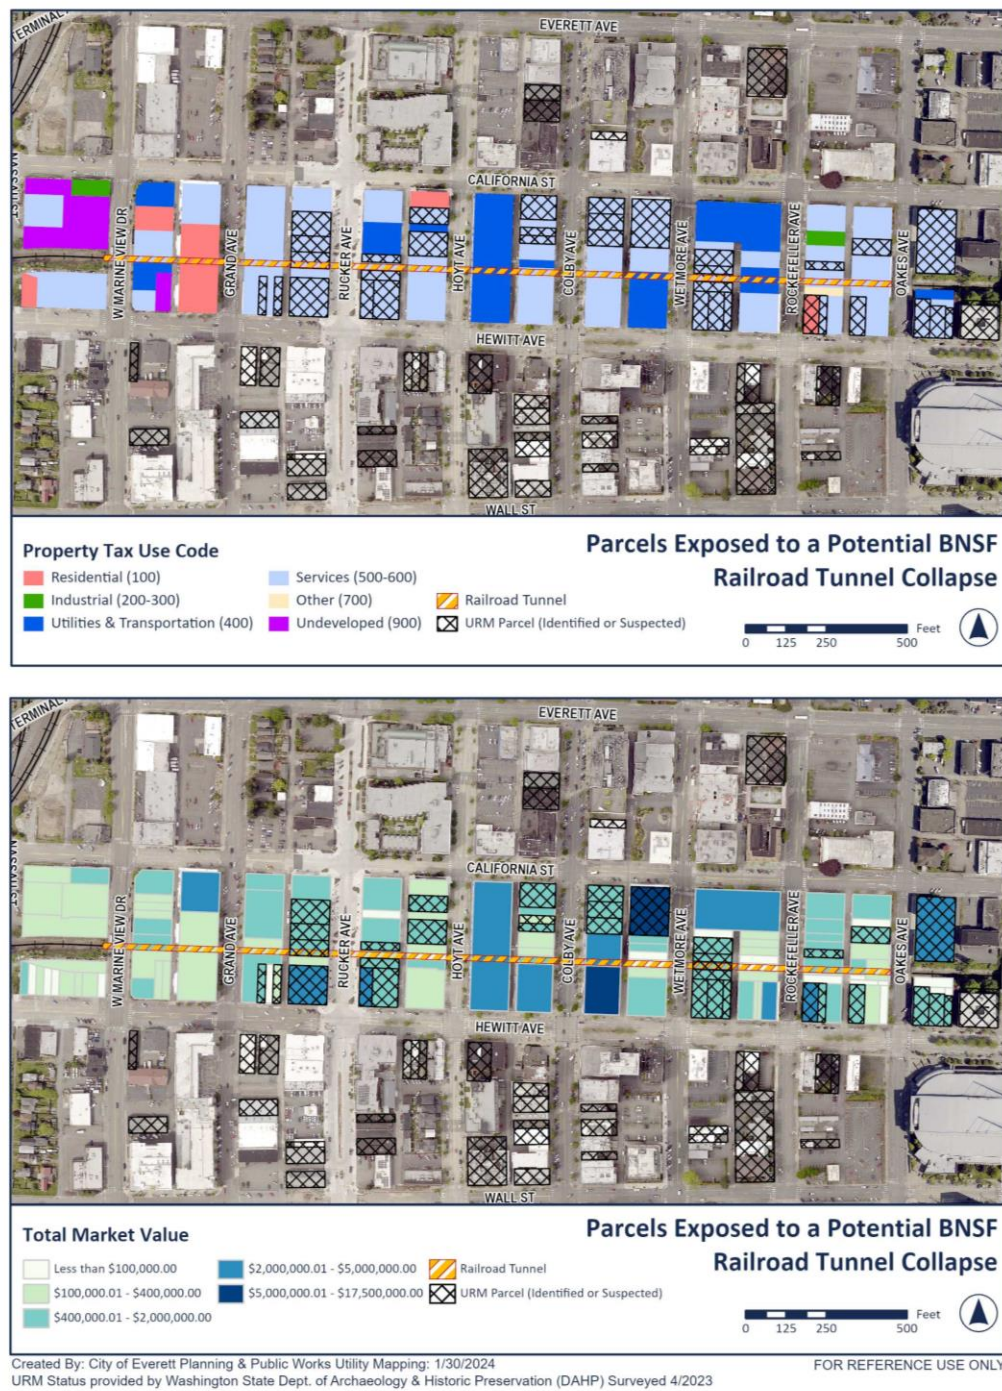 TERMINAL
EVERETT AVE
NASSAU ST
CALIFORNIA ST
W MARINE VIEW DR
GRAND AVE
RUCKER AVE
HOYT AVE
COLBY AVE
WETMORE AVE
ROCKEFELLER AVE
OAKES AVE
HEWITT AVE
WALL ST
Parcels Exposed to a Potential BNSF
Railroad Tunnel Collapse
Property Tax Use Code
Residential (100)
Services (500-600)
Industrial (200-300)
Other (700)
Railroad Tunnel
Utilities & Transportation (400)
Undeveloped (900)
URM Parcel (Identified or Suspected)
Feet
0 125 250 500
TERMINAL
EVERETT AVE
NASSAU ST
CALIFORNIA ST
W MARINE VIEW DR
GRAND AVE
RUCKER AVE
HOYT AVE
COLBY AVE
WETMORE AVE
ROCKEFELLER AVE
OAKES AVE
HEWITT AVE
WALL ST
Parcels Exposed to a Potential BNSF
Railroad Tunnel Collapse
Total Market Value
Less than $100,000.00
$2,000,000.01 - $5,000,000.00
Railroad Tunnel
$100,000.01 - $400,000.00
$5,000,000.01 - $17,500,000.00
URM Parcel (Identified or Suspected)
$400,000.01 - $2,000,000.00
Feet
0 125 250 500
Created By: City of Everett Planning & Public Works Utility Mapping: 1/30/2024
FOR REFERENCE USE ONLY
URM Status provided by Washington State Dept. of Archaeology & Historic Preservation (DAHP) Surveyed 4/2023